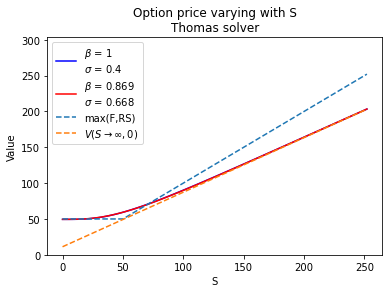 Option price varying with S
Thomas solver
300
250
200
150
100
50
0
Value
β = 1
σ = 0.4
β = 0.869
σ = 0.668
max(F,RS)
V(S→∞, 0)
0 50 100 150 200 250
S